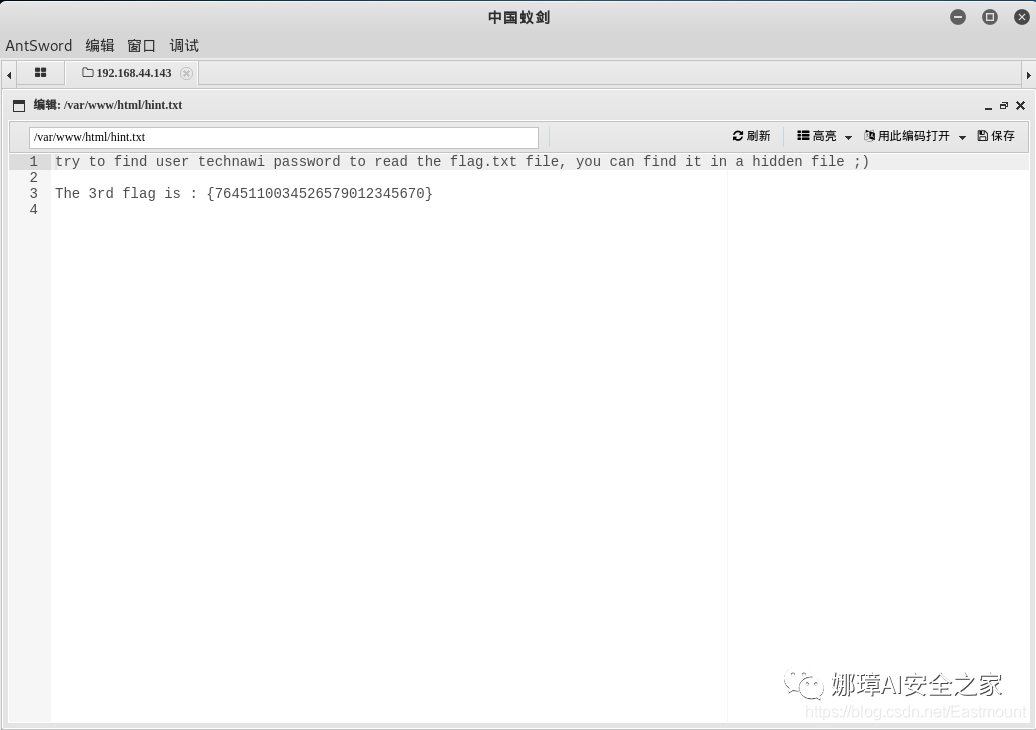 中国蚁剑
AntSword 编辑 窗口 调试
192.168.44.143
编辑: /var/www/html/hint.txt
/var/www/html/hint.txt 刷新 高亮 用此编码打开 保存
1 try to find user technawi password to read the flag.txt file, you can find it in a hidden file ;)
2
3 The 3rd flag is : {7645110034526579012345670}
4
娜璋AI安全之家
https://blog.csdn.net/Eastmount